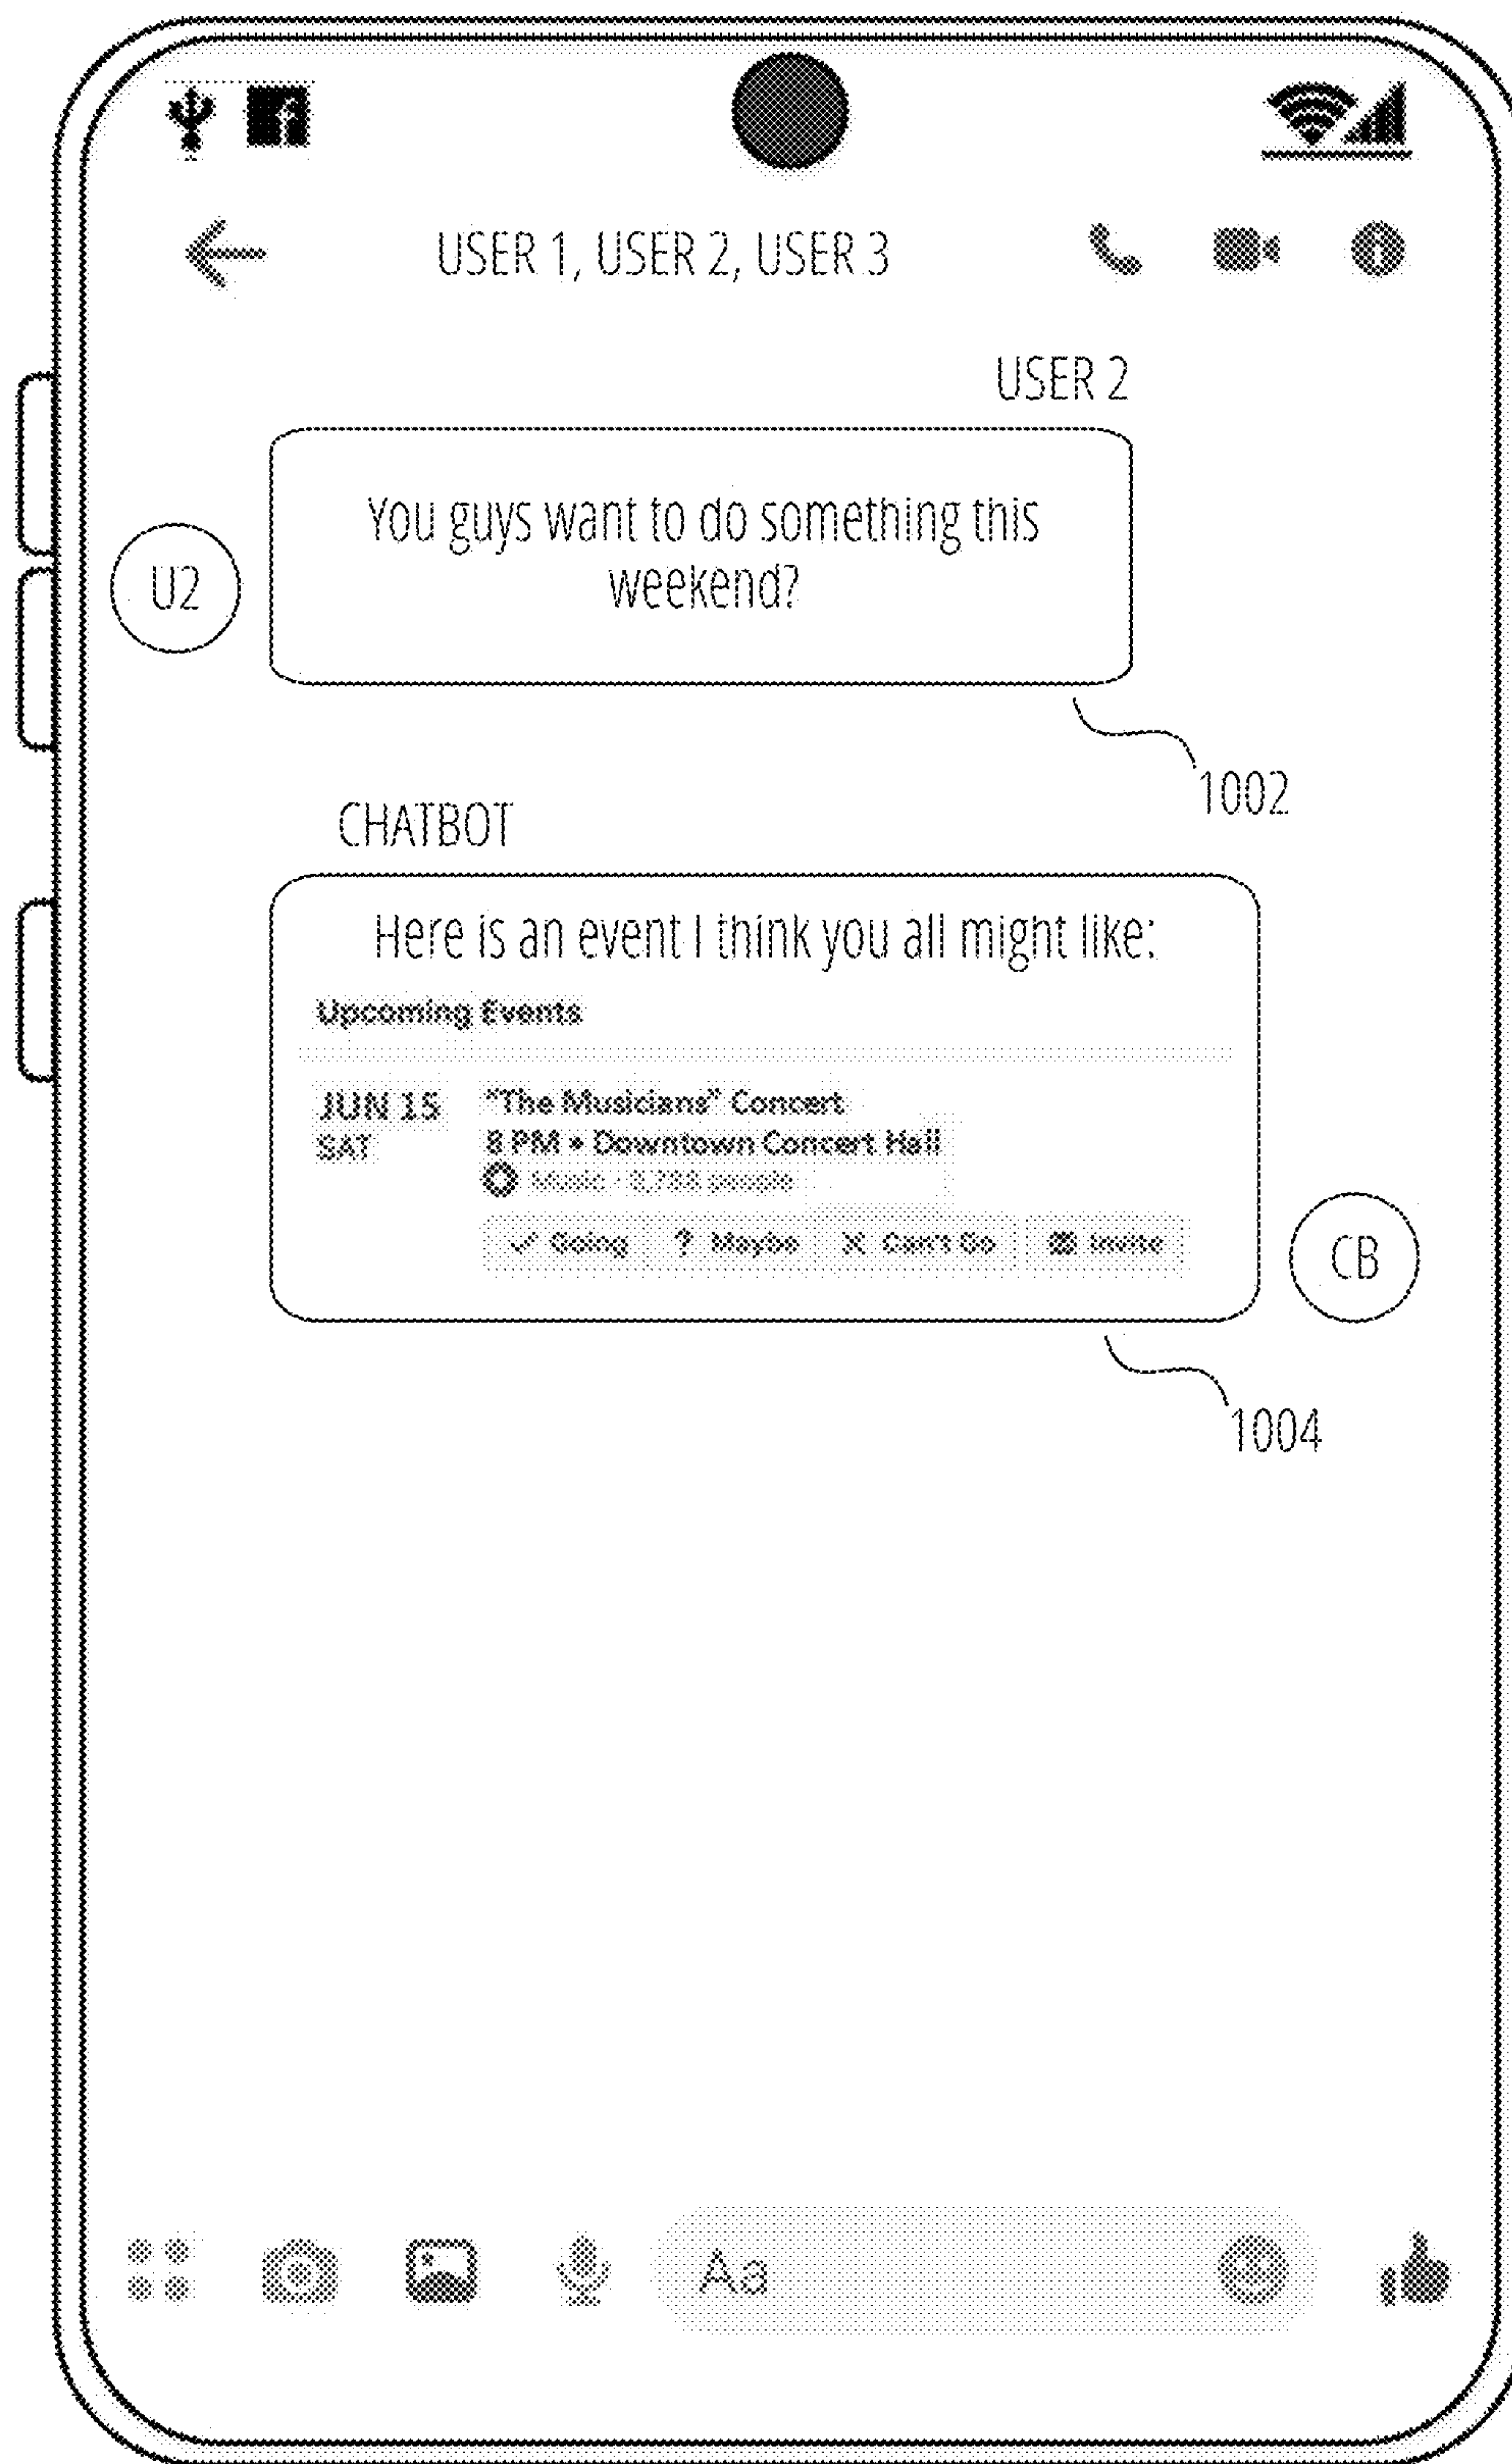 USER 1, USER 2, USER 3
USER 2
You guys want to do something this
weekend?
U2
1002
CHATBOT
Here is an event I think you all might like:
Upcoming Events
JUN 15
SAT
"The Musicians" Concert
8 PM • Downtown Concert Hall
Music · people
✓ Going ? Maybe X Can't Go Invite
CB
1004
Aa